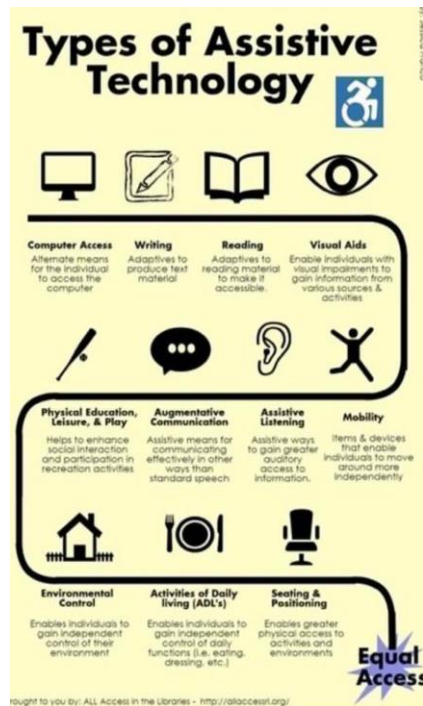 Types of Assistive
Technology
Computer Access
Alternate means
for the individual
to access the
computer
Writing
Adaptives to
produce text
material
Reading
Adaptives to
reading material
to make it
accessible.
Visual Aids
Enable individuals with
visual impairments to
gain information from
various sources &
activities
Physical Education,
Leisure, & Play
Helps to enhance
social interaction
and participation in
recreation activities
Augmentative
Communication
Assistive means for
communicating
effectively in other
ways than
standard speech
Assistive
Listening
Assistive ways
to gain greater
auditory
access to
information.
Mobility
Items & devices
that enable
individuals to move
around more
independently
Environmental
Control
Enables individuals to
gain independent
control of their
environment
Activities of Daily
living (ADL's)
Enables individuals to
gain independent
control of daily
functions (i.e. eating,
dressing, etc.)
Seating &
Positioning
Enables greater
physical access to
activities and
environments
Equal
Access
rought to you by: ALL Access in the Libraries - http://allaccessri.org/